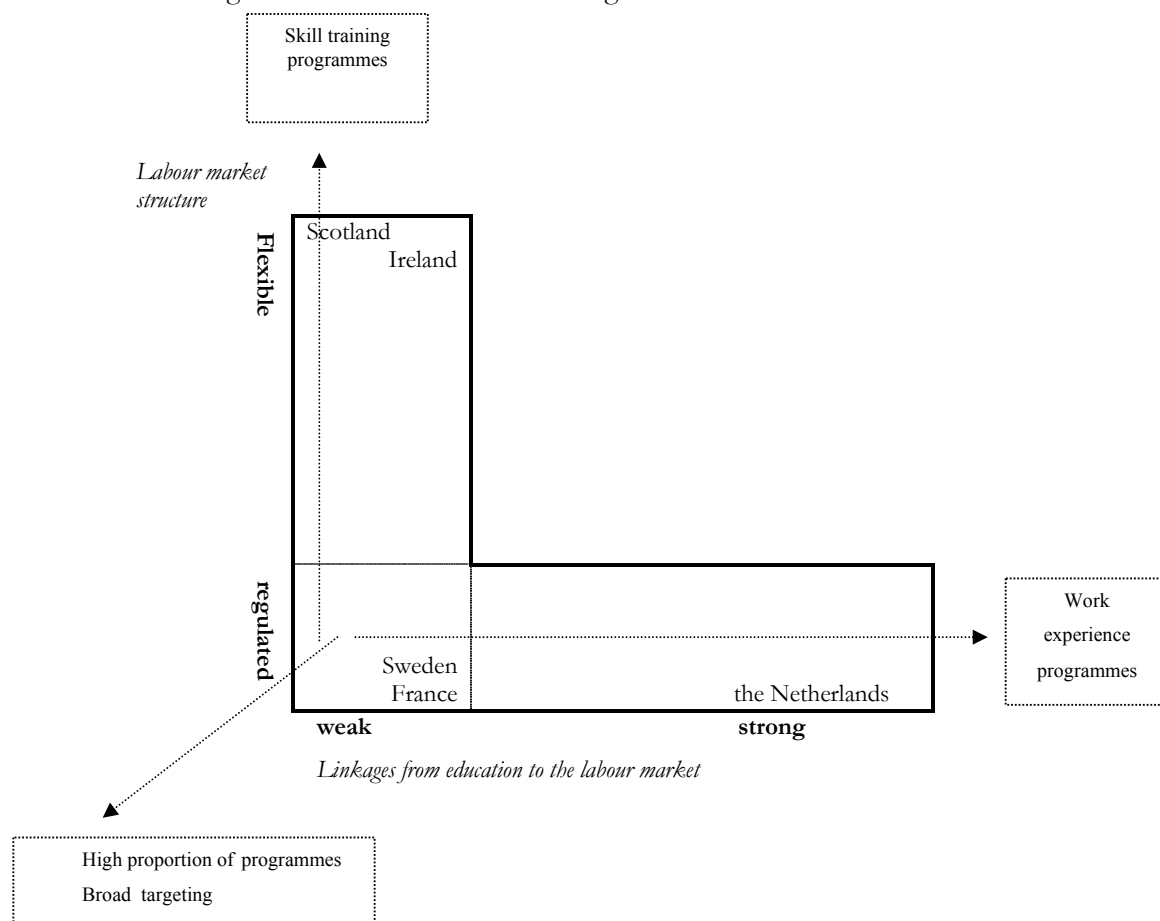 Skill training
programmes
Labour market
structure
Flexible
Scotland
Ireland
regulated
Sweden
France
the Netherlands
Work
experience
programmes
weak
strong
Linkages from education to the labour market
High proportion of programmes
Broad targeting